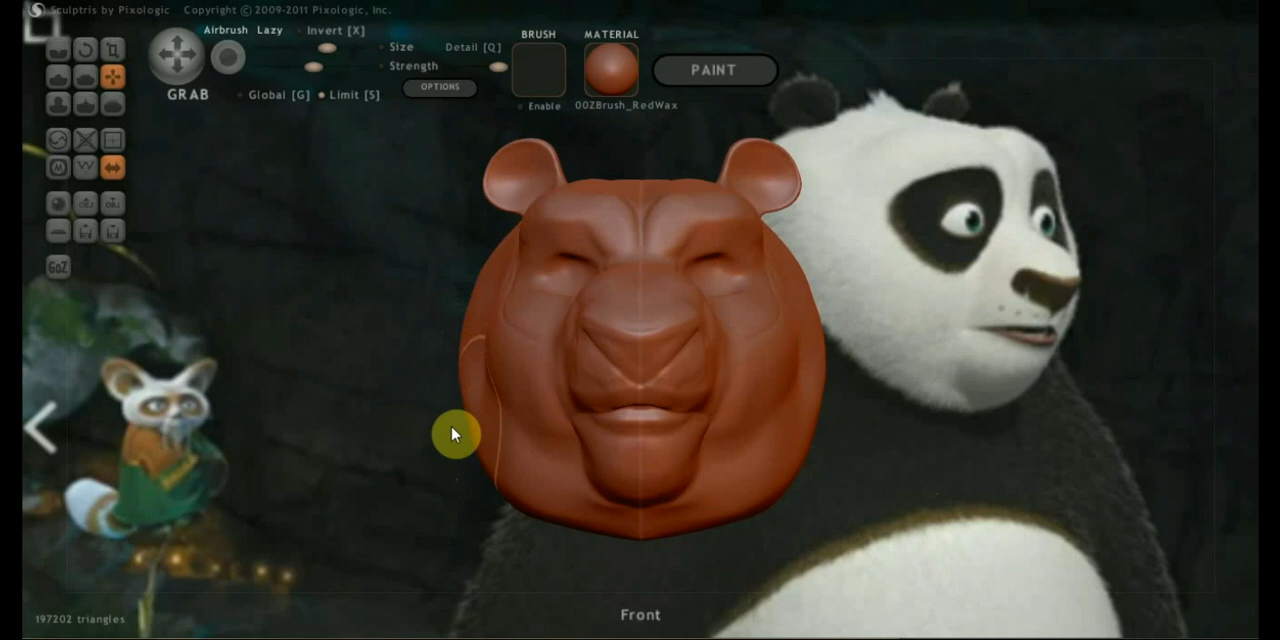 Sculptris by Pixologic Copyright © 2009-2011 Pixologic, Inc.
Airbrush Lazy Invert [X]
Size Detail [Q]
Strength
GRAB Global [G] Limit [S] OPTIONS
BRUSH MATERIAL
PAINT
Enable 00ZBrush_RedWax
GoZ
197202 triangles
Front